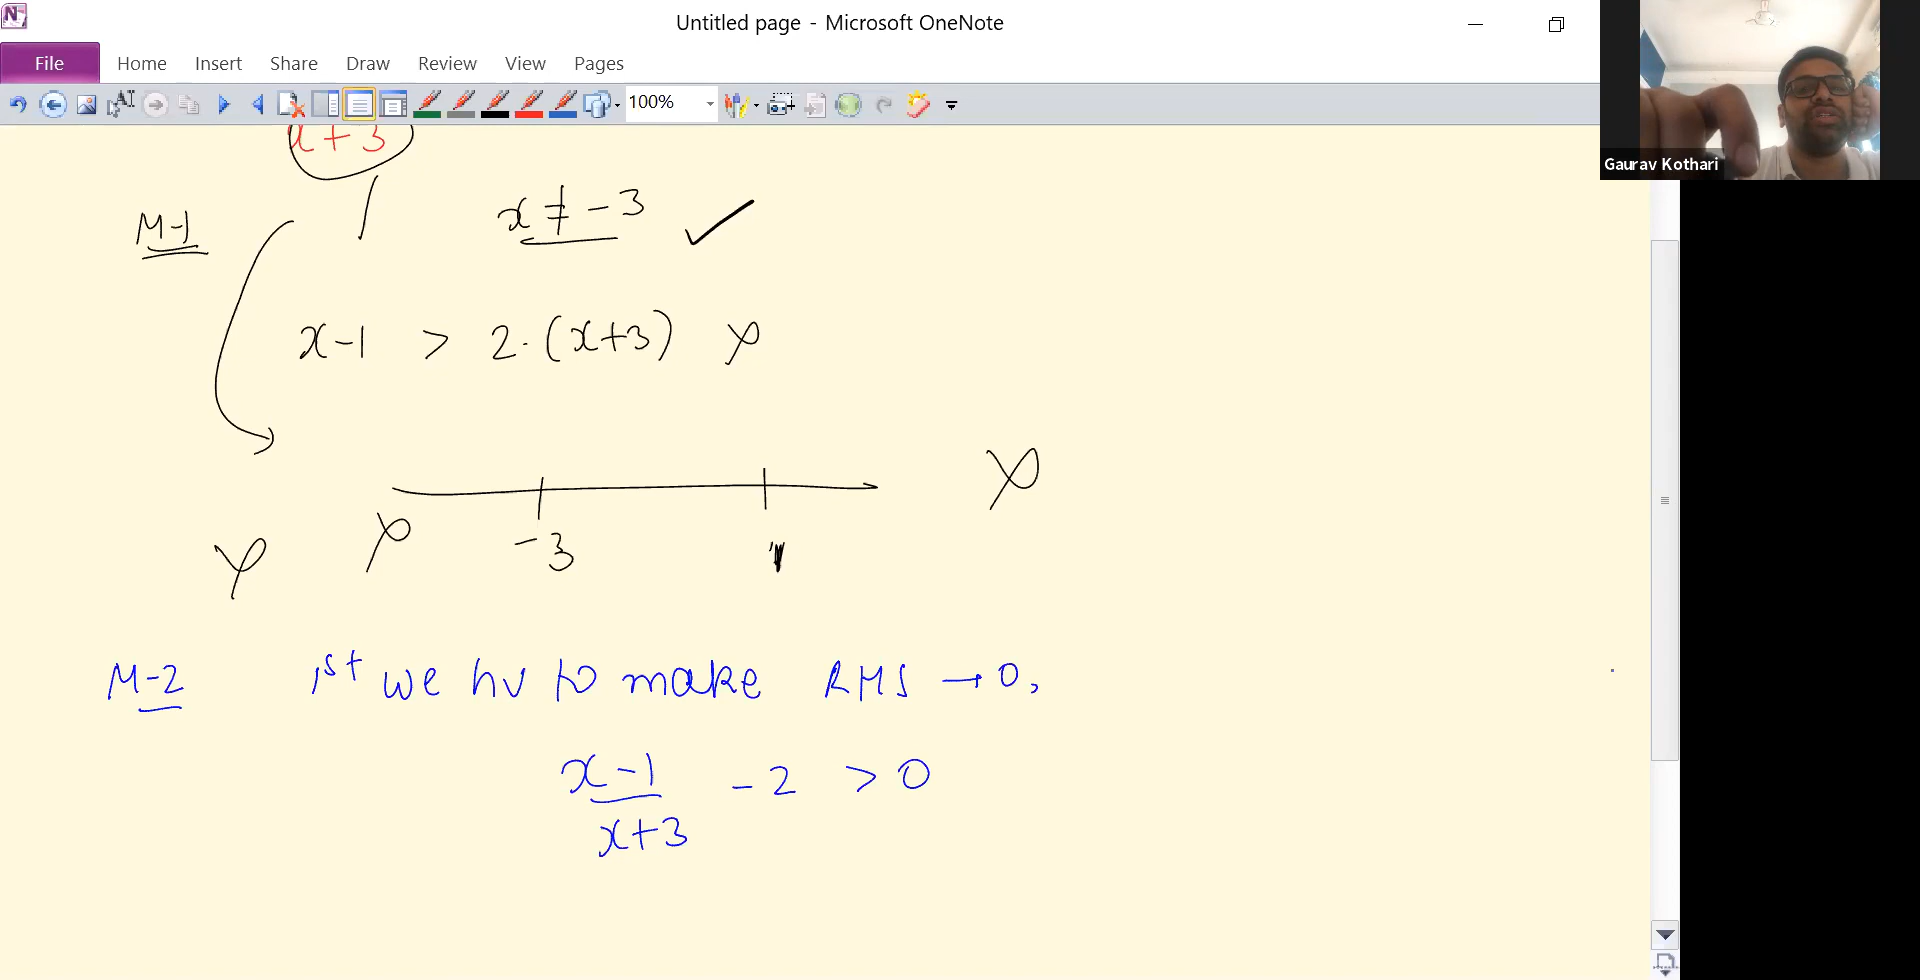 Untitled page - Microsoft OneNote
File Home Insert Share Draw Review View Pages
100%
Gaurav Kothari
x+3
M-1 x ≠ -3 ✓
x-1 > 2·(x+3)
-3 1
M-2 1st we hv to make RHS → 0,
x-1
- 2 > 0
x+3